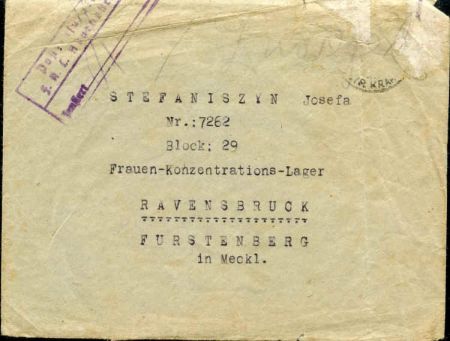 STEFANISZYN Josefa
Nr.:7262
Block: 29
Frauen-Konzentrations-Lager
RAVENSBRUCK
FURSTENBERG
in Meckl.